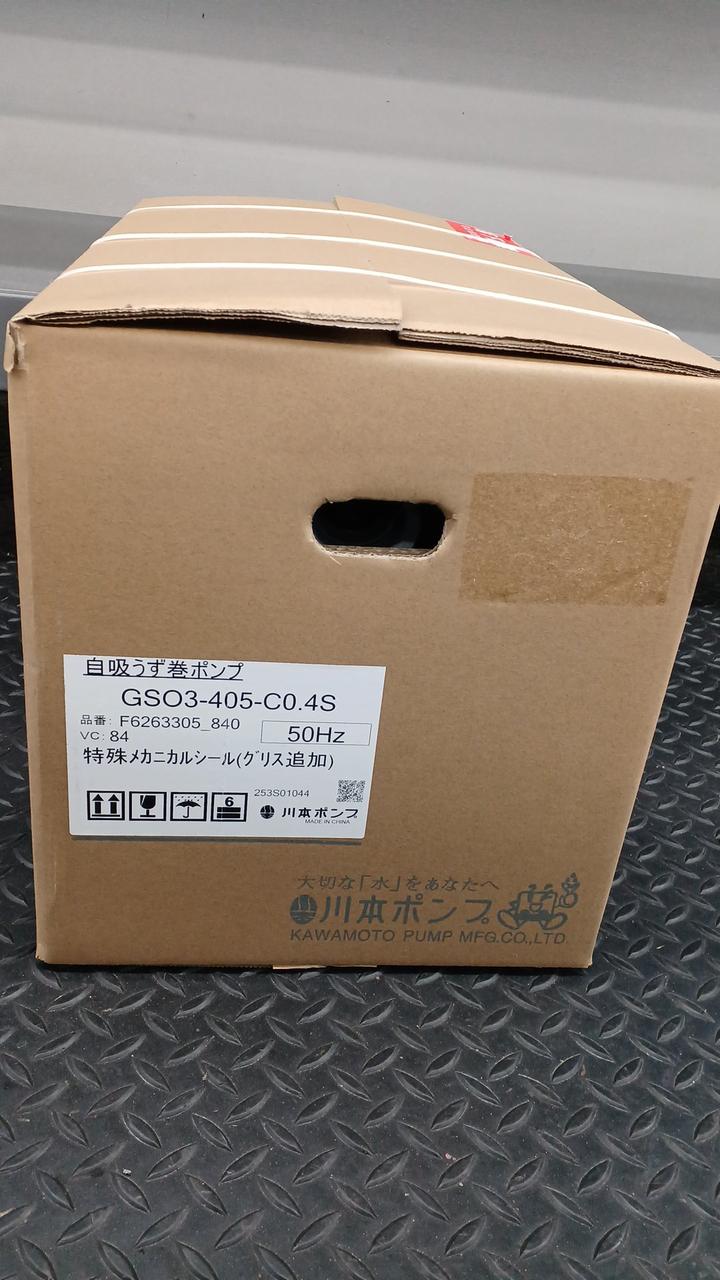 自吸うず巻ポンプ
GSO3-405-C0.4S
品番: F6263305_840
50Hz
VC: 84
特殊メカニカルシール(グリス追加)
6
253S01044
川本ポンプ
MADE IN CHINA
大切な「水」をあなたへ
川本ポンプ
KAWAMOTO PUMP MFG.CO.,LTD.